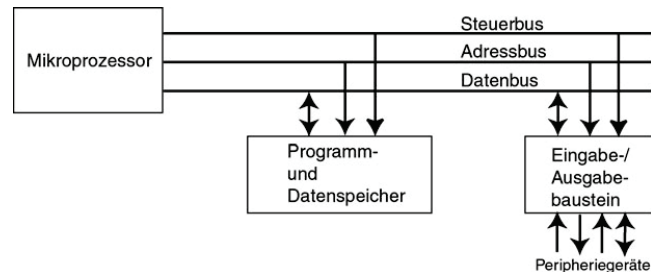 Steuerbus
Mikroprozessor
Adressbus
Datenbus
Programm-
und
Datenspeicher
Eingabe-/
Ausgabe-
baustein
Peripheriegeräte